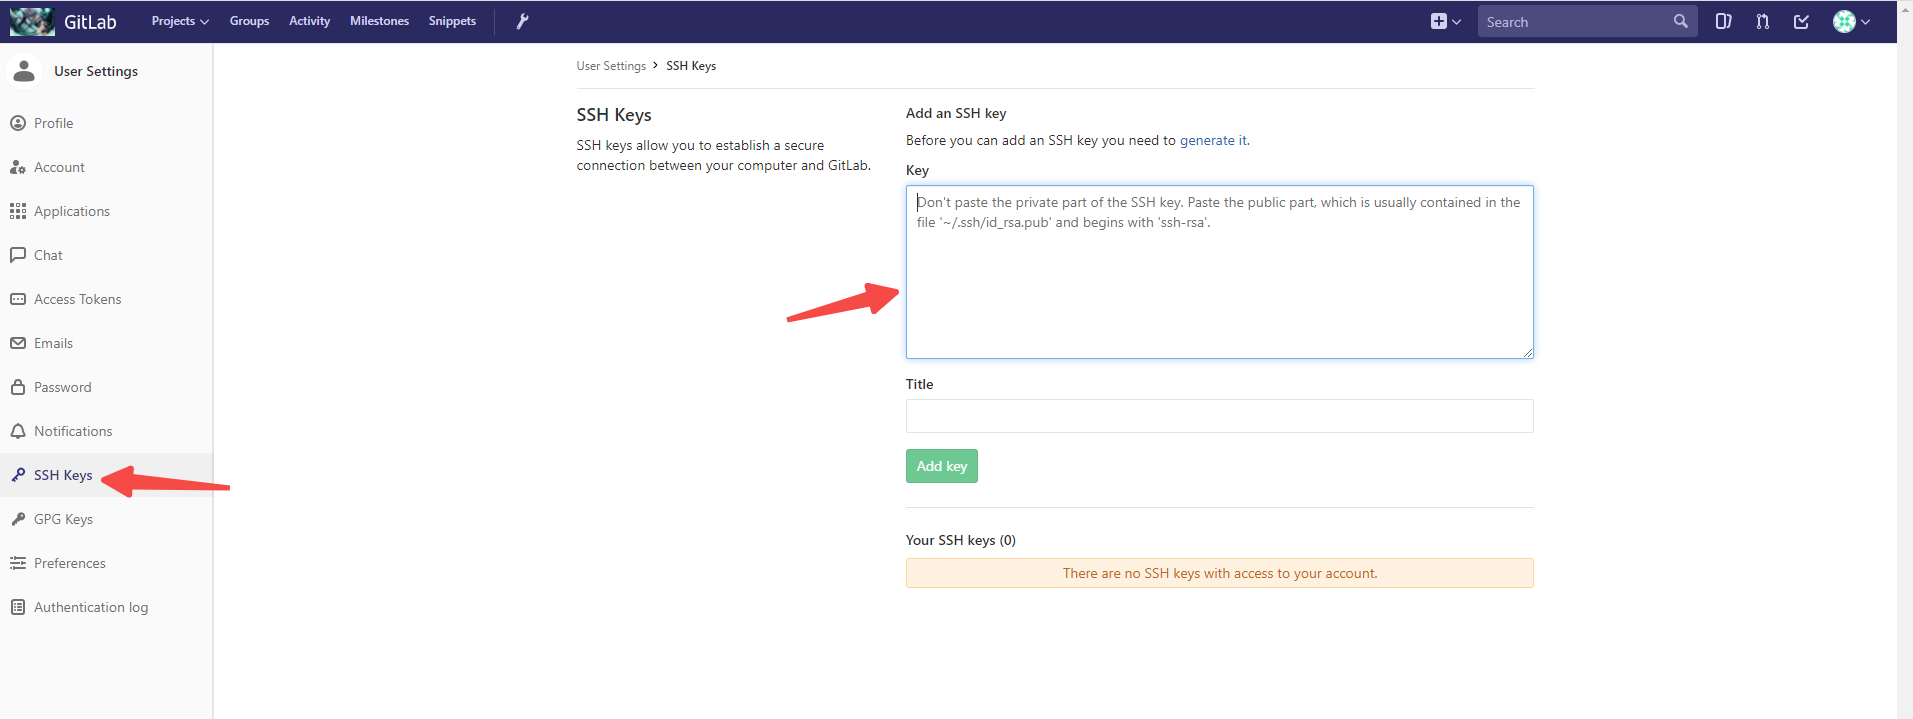 GitLab Projects Groups Activity Milestones Snippets Search
User Settings
Profile
Account
Applications
Chat
Access Tokens
Emails
Password
Notifications
SSH Keys
GPG Keys
Preferences
Authentication log
User Settings > SSH Keys
SSH Keys
SSH keys allow you to establish a secure
connection between your computer and GitLab.
Add an SSH key
Before you can add an SSH key you need to generate it.
Key
Don't paste the private part of the SSH key. Paste the public part, which is usually contained in the
file '~/.ssh/id_rsa.pub' and begins with 'ssh-rsa'.
Title
Add key
Your SSH keys (0)
There are no SSH keys with access to your account.